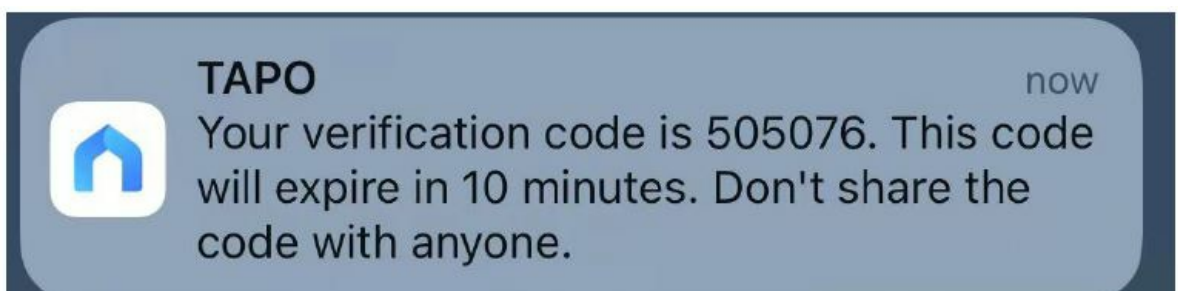 TAPO
now
Your verification code is 505076. This code
will expire in 10 minutes. Don't share the
code with anyone.